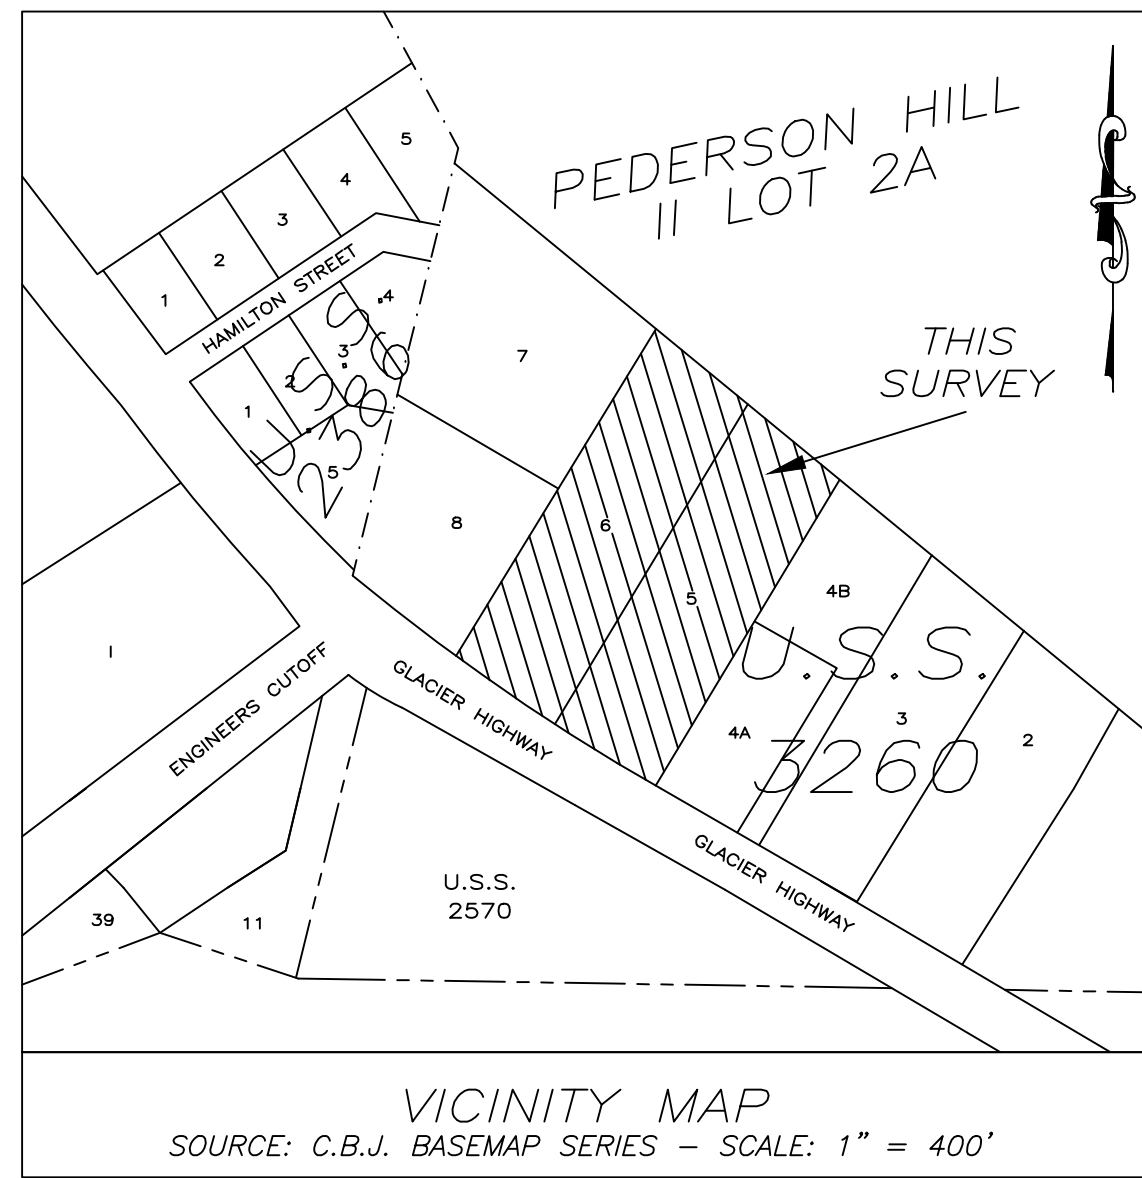 PEDERSON HILL
II LOT 2A
THIS
SURVEY
5
4
3
2
1
HAMILTON STREET
4
3
2
1
5
U.S.S.
2386
7
8
6
5
4B
4A
3
2
U.S.S.
3260
1
ENGINEERS CUTOFF
GLACIER HIGHWAY
GLACIER HIGHWAY
39
11
U.S.S.
2570
VICINITY MAP
SOURCE: C.B.J. BASEMAP SERIES – SCALE: 1" = 400'